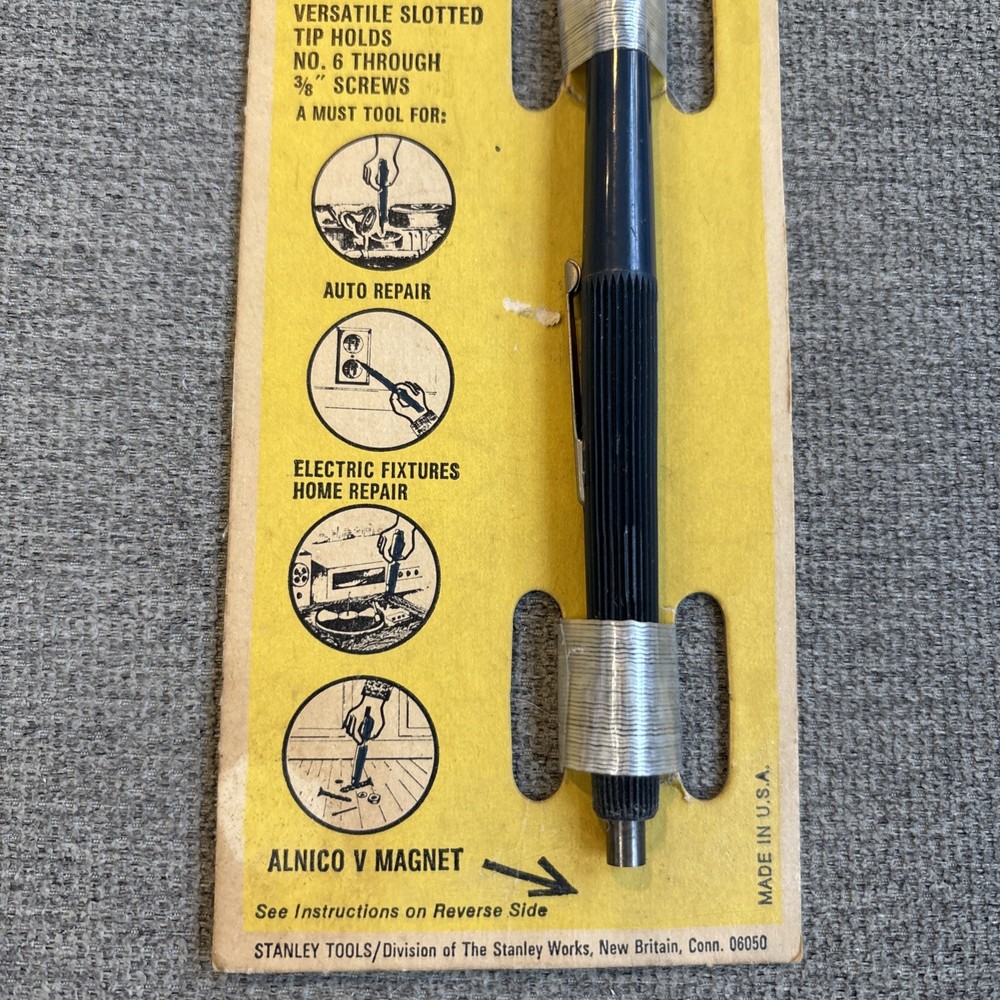 VERSATILE SLOTTED
TIP HOLDS
NO. 6 THROUGH
3/8" SCREWS
A MUST TOOL FOR:
AUTO REPAIR
ELECTRIC FIXTURES
HOME REPAIR
ALNICO V MAGNET
See Instructions on Reverse Side
MADE IN U.S.A.
STANLEY TOOLS/Division of The Stanley Works, New Britain, Conn. 06050